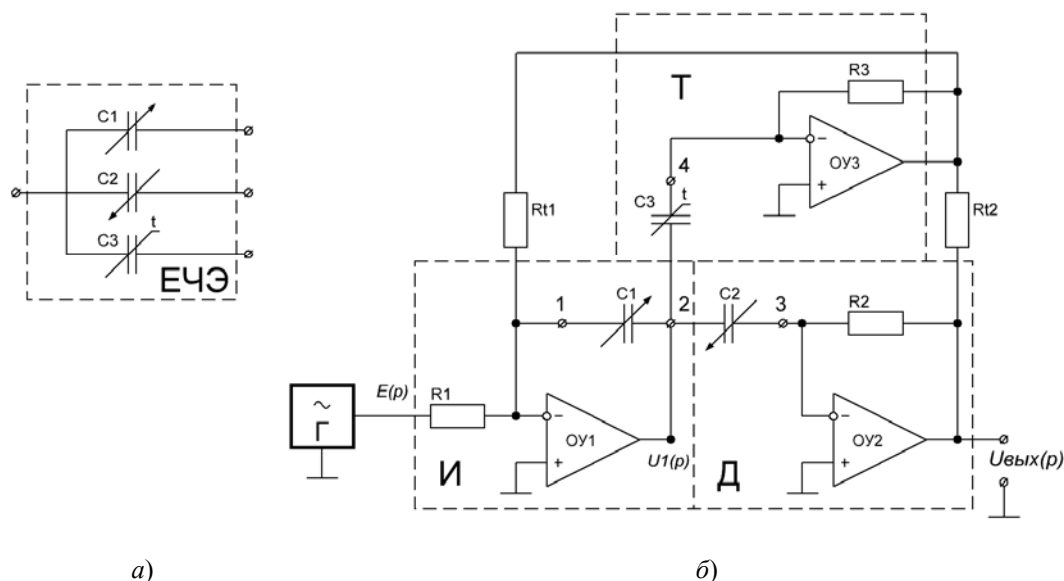 C1
C2
C3
t
ЕЧЭ
Т
R3
ОУ3
4
C3
t
Rt1
Rt2
1
C1
2
C2
3
R2
E(p)
R1
~
Г
ОУ1
U1(p)
И
ОУ2
Д
Uвых(p)
а)
б)